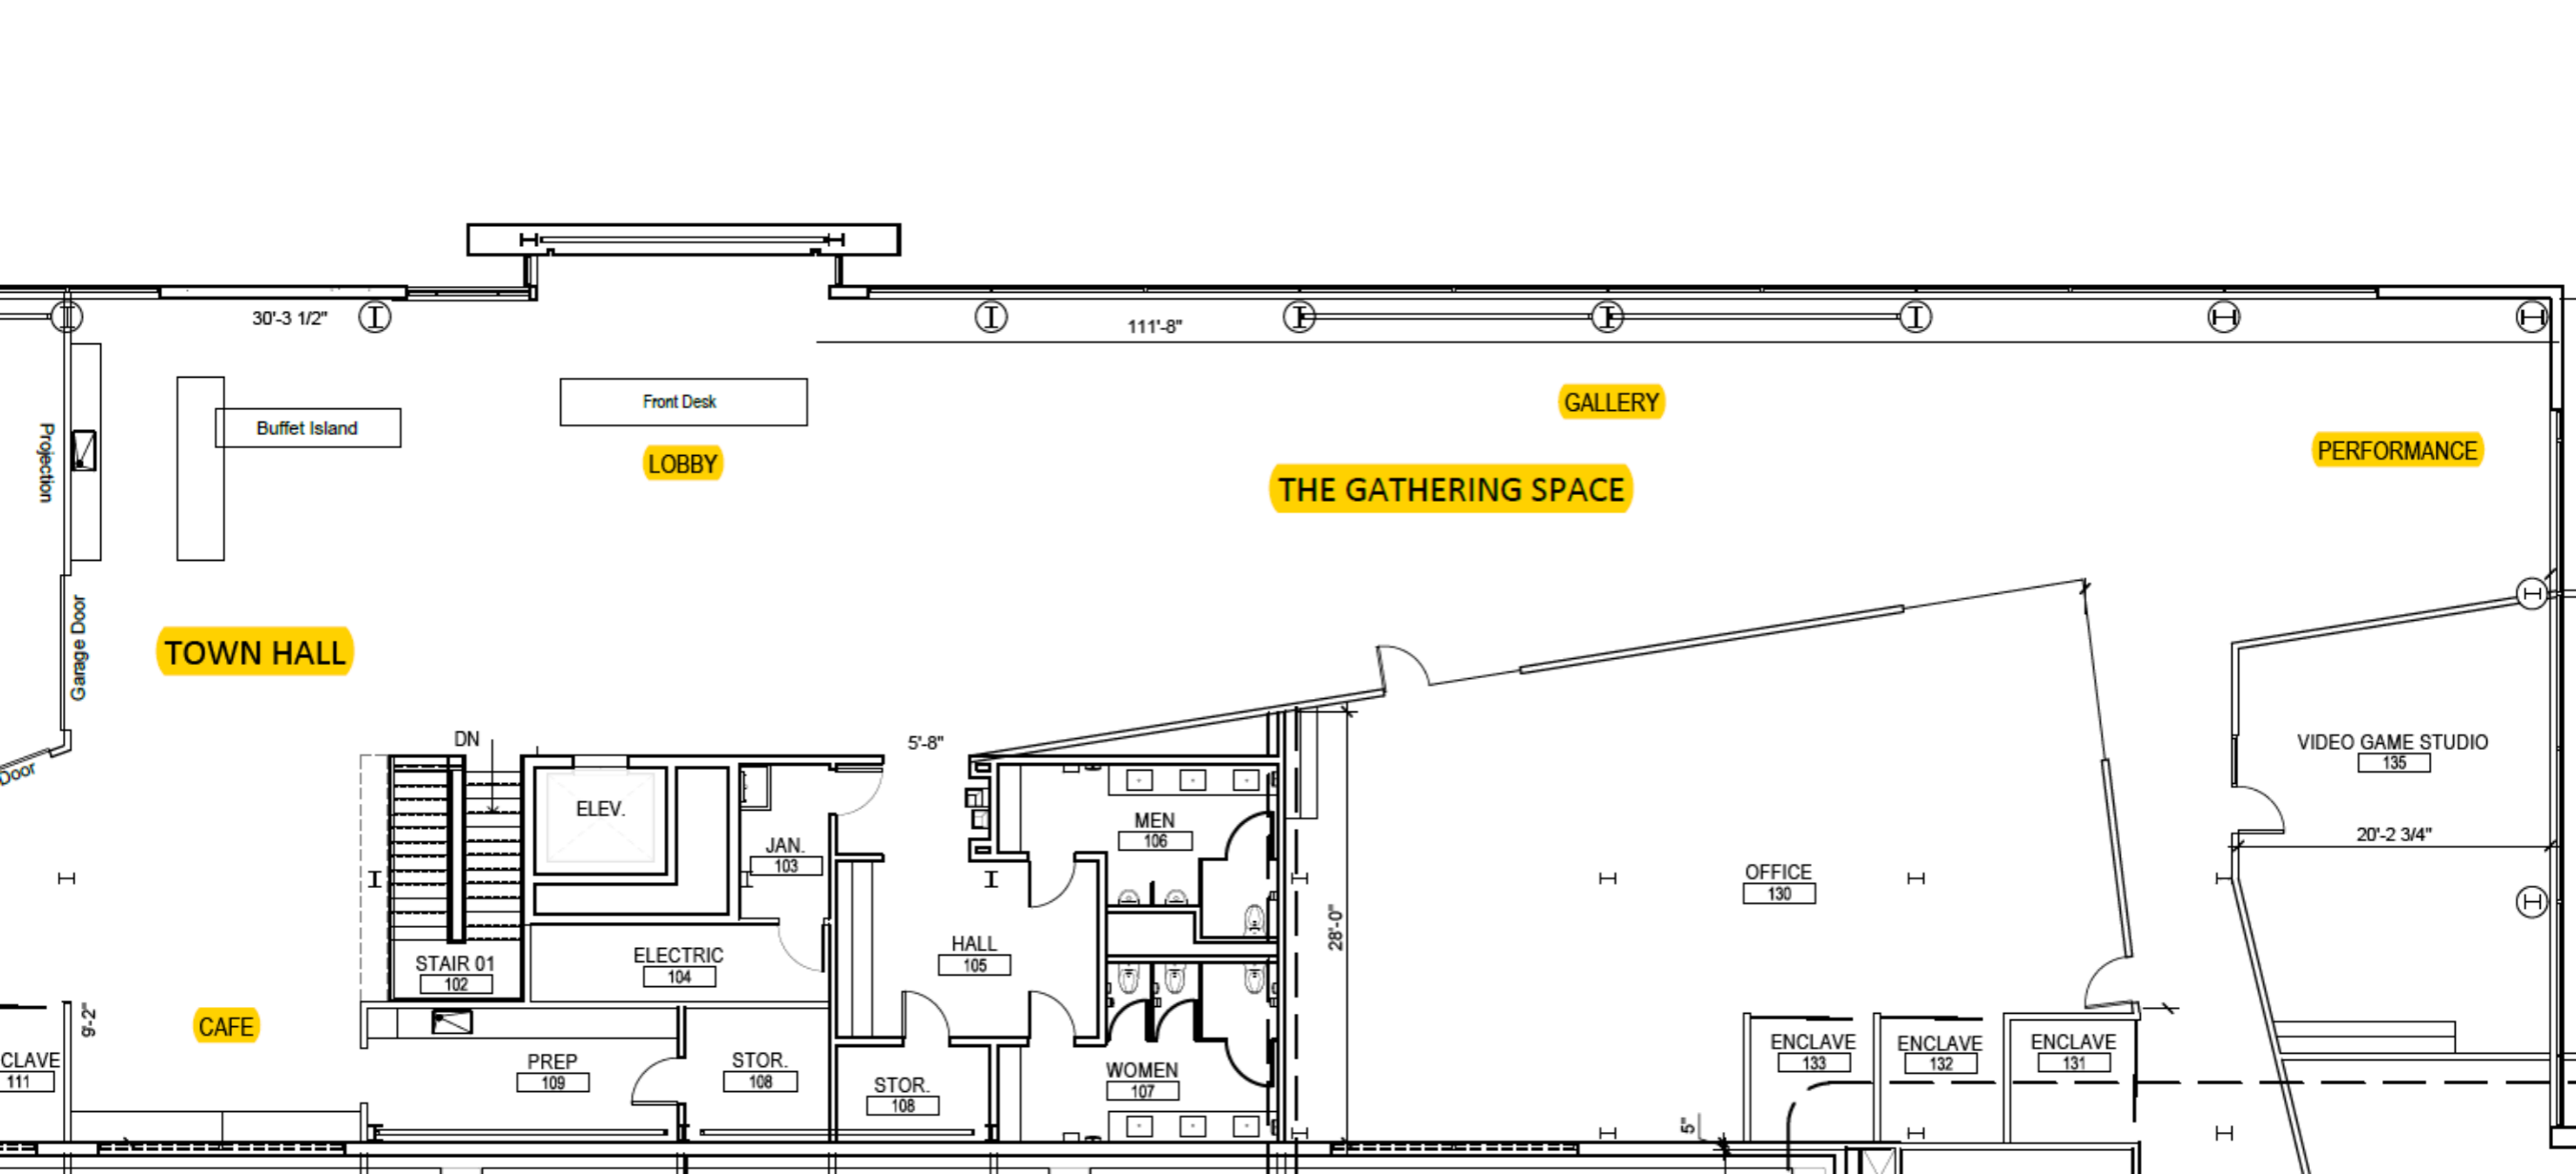 30'-3 1/2"
111'-8"
Front Desk
GALLERY
Buffet Island
Projection
LOBBY
PERFORMANCE
THE GATHERING SPACE
Garage Door
TOWN HALL
DN
5'-8"
VIDEO GAME STUDIO
135
Door
ELEV.
MEN
106
20'-2 3/4"
JAN.
103
OFFICE
130
28'-0"
HALL
105
ELECTRIC
104
STAIR 01
102
9'-2"
CAFE
CLAVE
111
PREP
109
STOR.
108
STOR.
108
WOMEN
107
ENCLAVE
133
ENCLAVE
132
ENCLAVE
131
5"